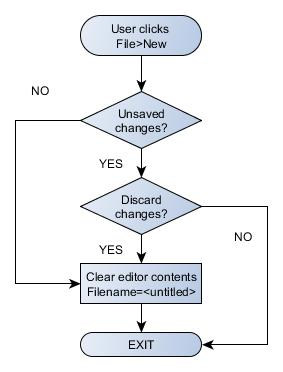 User clicks
File>New
NO
Unsaved
changes?
YES
Discard
changes?
NO
YES
Clear editor contents
Filename=<untitled>
EXIT